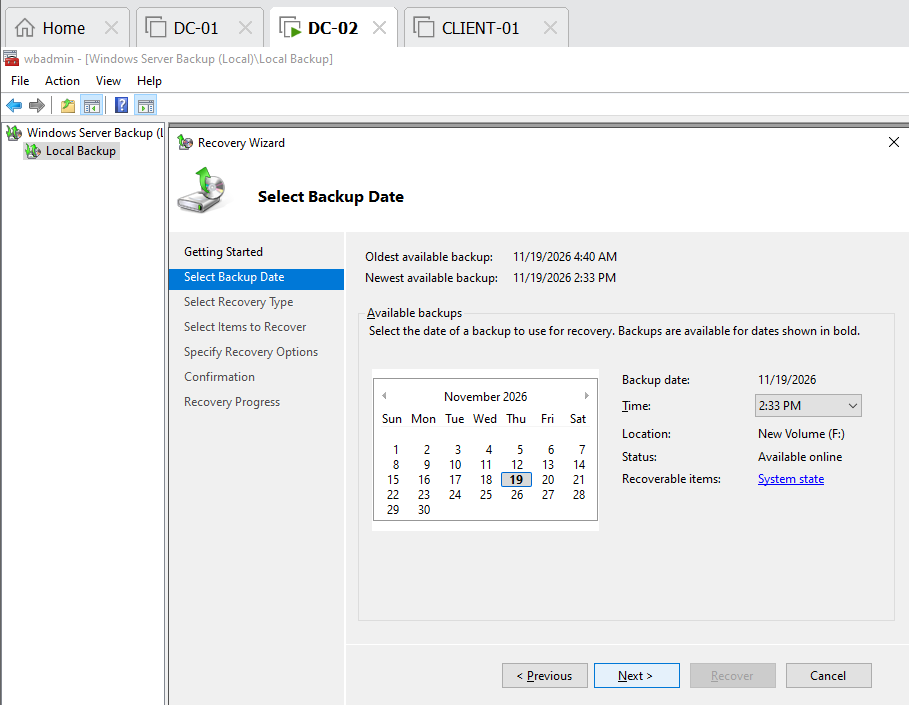 Home DC-01 DC-02 CLIENT-01
wbadmin - [Windows Server Backup (Local)\Local Backup]
File Action View Help
Windows Server Backup (l
Local Backup
Recovery Wizard
Select Backup Date
Getting Started
Select Backup Date
Select Recovery Type
Select Items to Recover
Specify Recovery Options
Confirmation
Recovery Progress
Oldest available backup: 11/19/2026 4:40 AM
Newest available backup: 11/19/2026 2:33 PM
Available backups
Select the date of a backup to use for recovery. Backups are available for dates shown in bold.
November 2026
Sun Mon Tue Wed Thu Fri Sat
1 2 3 4 5 6 7
8 9 10 11 12 13 14
15 16 17 18 19 20 21
22 23 24 25 26 27 28
29 30
Backup date: 11/19/2026
Time: 2:33 PM
Location: New Volume (F:)
Status: Available online
Recoverable items: System state
< Previous Next > Recover Cancel